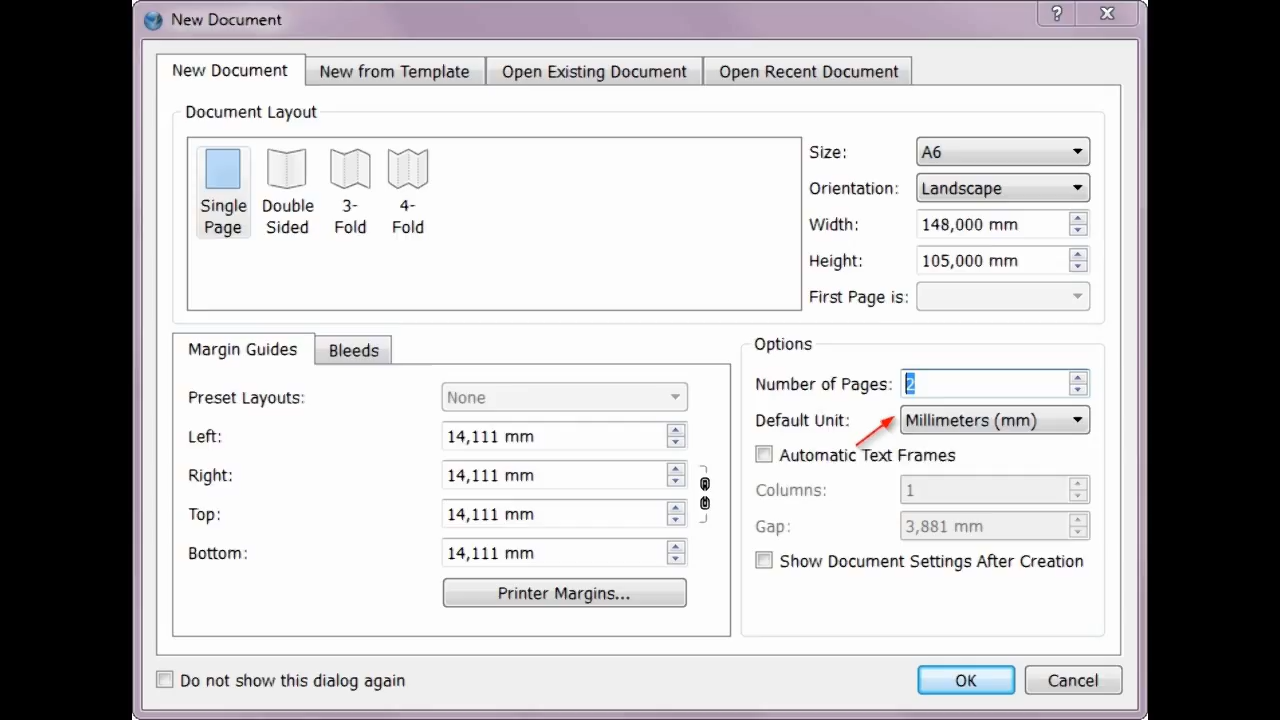 New Document
?
New Document
New from Template
Open Existing Document
Open Recent Document
Document Layout
Single Page
Double Sided
3-Fold
4-Fold
Size: A6
Orientation: Landscape
Width: 148,000 mm
Height: 105,000 mm
First Page is:
Margin Guides
Bleeds
Preset Layouts: None
Left: 14,111 mm
Right: 14,111 mm
Top: 14,111 mm
Bottom: 14,111 mm
Printer Margins...
Options
Number of Pages: 2
Default Unit: Millimeters (mm)
Automatic Text Frames
Columns: 1
Gap: 3,881 mm
Show Document Settings After Creation
Do not show this dialog again
OK
Cancel